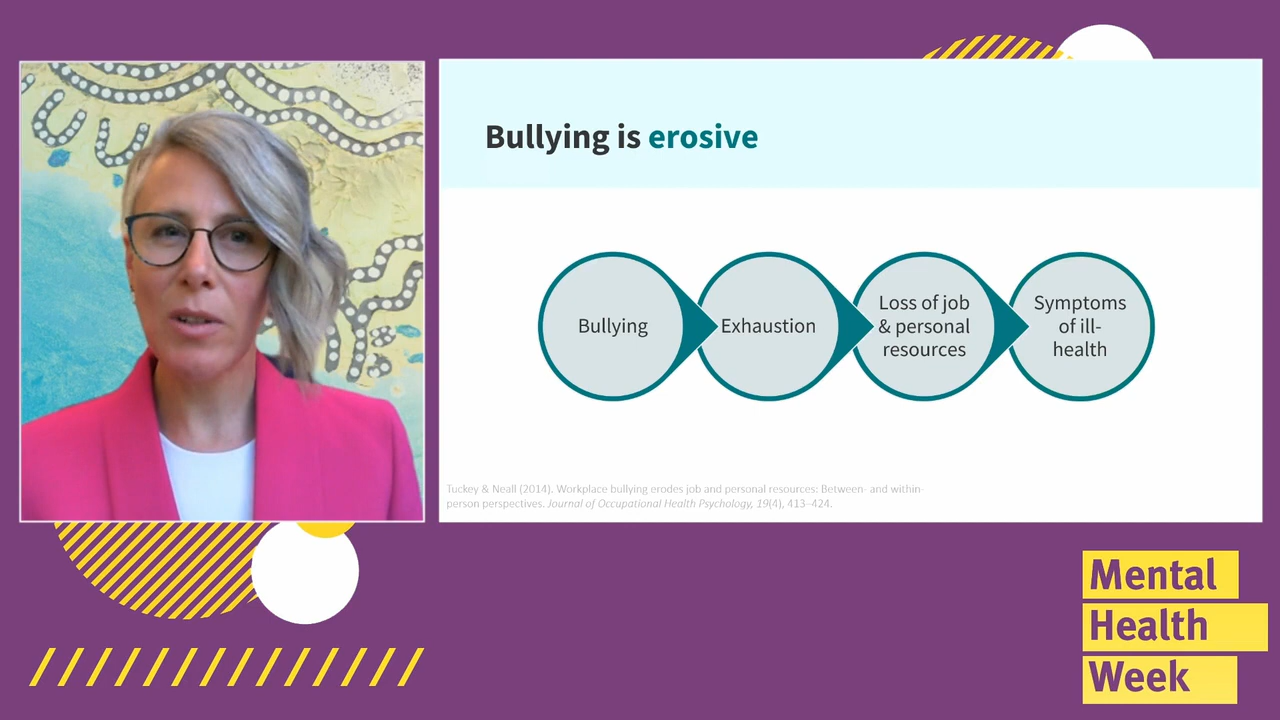 Bullying is erosive
Bullying
Exhaustion
Loss of job
& personal
resources
Symptoms
of ill-
health
Tuckey & Neall (2014). Workplace bullying erodes job and personal resources: Between- and within-
person perspectives. Journal of Occupational Health Psychology, 19(4), 413–424.
Mental
Health
Week